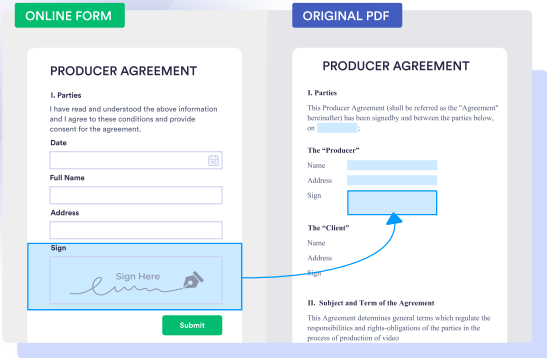 ONLINE FORM
PRODUCER AGREEMENT
I. Parties
I have read and understood the above information
and I agree to these conditions and provide
consent for the agreement.
Date
Full Name
Address
Sign
Sign Here
Submit
ORIGINAL PDF
PRODUCER AGREEMENT
I. Parties
This Producer Agreement (shall be referred as the "Agreement"
hereinafter) has been signedby and between the parties below,
on ;
The “Producer”
Name
Address
Sign
The “Client”
Name
Address
Sign
II. Subject and Term of the Agreement
This Agreement determines general terms which regulate the
responsibilities and rights-obligations of the parties in the
process of production of video